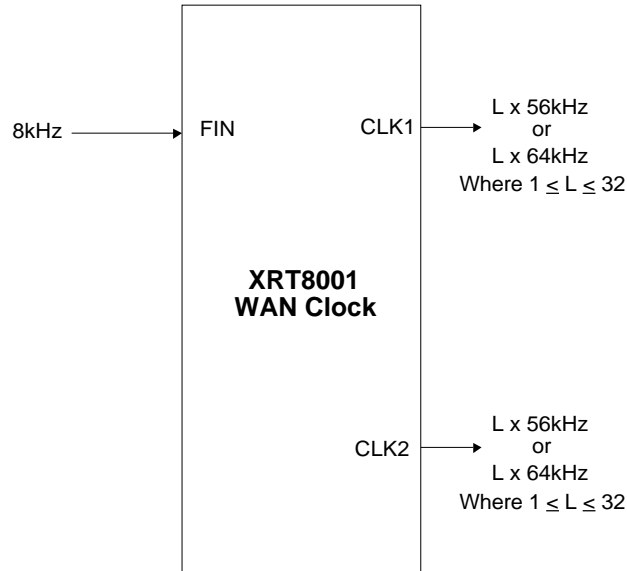 8kHz
FIN
CLK1
L x 56kHz
or
L x 64kHz
Where 1 ≤ L ≤ 32
XRT8001
WAN Clock
CLK2
L x 56kHz
or
L x 64kHz
Where 1 ≤ L ≤ 32